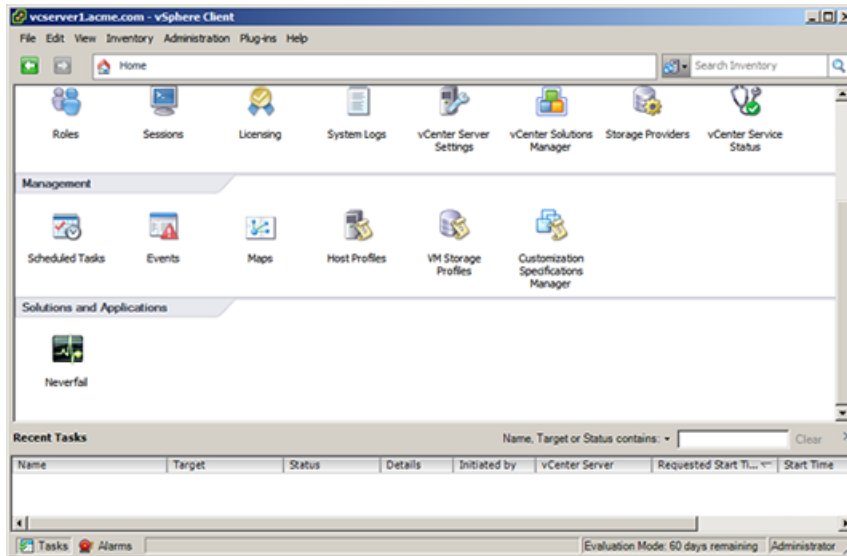 vcserver1.acme.com - vSphere Client
File Edit View Inventory Administration Plug-ins Help
Home Search Inventory
Roles Sessions Licensing System Logs vCenter Server Settings vCenter Solutions Manager Storage Providers vCenter Service Status
Management
Scheduled Tasks Events Maps Host Profiles VM Storage Profiles Customization Specifications Manager
Solutions and Applications
Neverfail
Recent Tasks Name, Target or Status contains: Clear
Name Target Status Details Initiated by vCenter Server Requested Start Ti... Start Time
Tasks Alarms Evaluation Mode: 60 days remaining Administrator